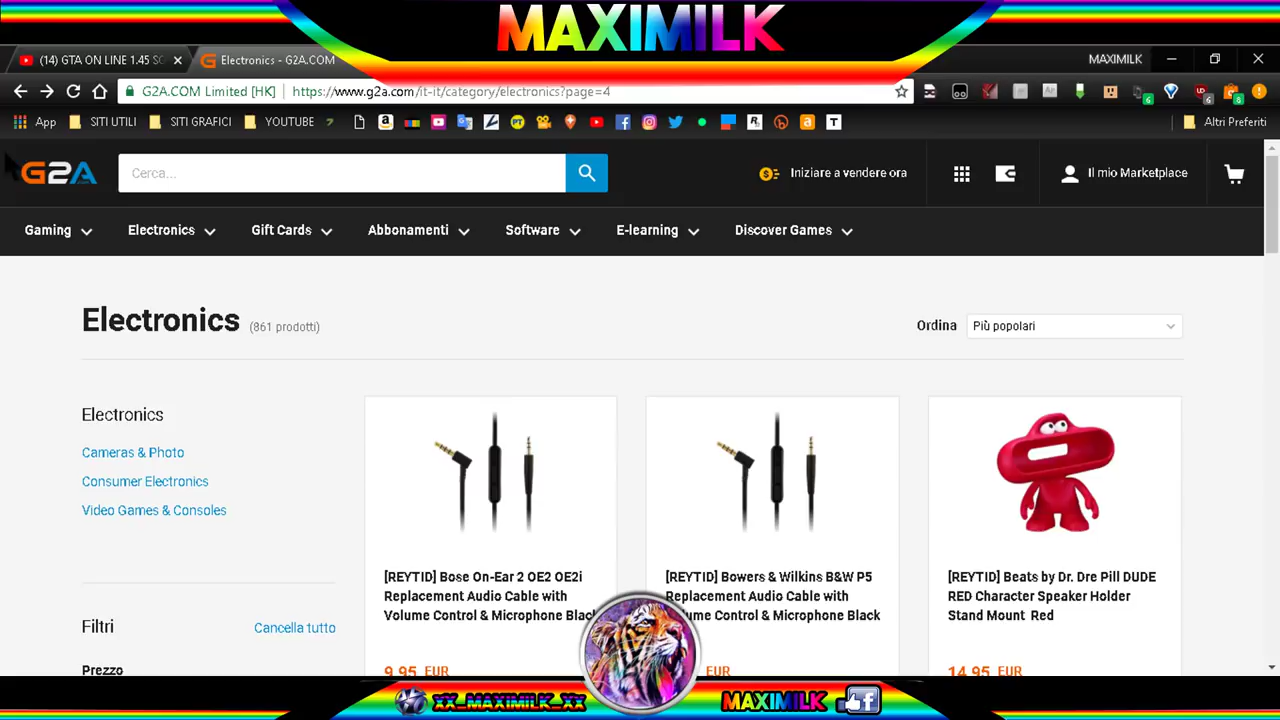 MAXIMILK
(14) GTA ON LINE 1.45 SO
Electronics - G2A.COM
MAXIMILK
G2A.COM Limited [HK]
https://www.g2a.com/it-it/category/electronics?page=4
App
SITI UTILI
SITI GRAFICI
YOUTUBE
Altri Preferiti
G2A
Cerca...
Iniziare a vendere ora
Il mio Marketplace
Gaming
Electronics
Gift Cards
Abbonamenti
Software
E-learning
Discover Games
Electronics (861 prodotti)
Ordina
Più popolari
Electronics
Cameras & Photo
Consumer Electronics
Video Games & Consoles
Filtri
Cancella tutto
Prezzo
[REYTID] Bose On-Ear 2 OE2 OE2i
Replacement Audio Cable with
Volume Control & Microphone Black
9.95 EUR
[REYTID] Bowers & Wilkins B&W P5
Replacement Audio Cable with
Volume Control & Microphone Black
EUR
[REYTID] Beats by Dr. Dre Pill DUDE
RED Character Speaker Holder
Stand Mount Red
14.95 EUR
XX_MAXIMILK_XX
MAXIMILK